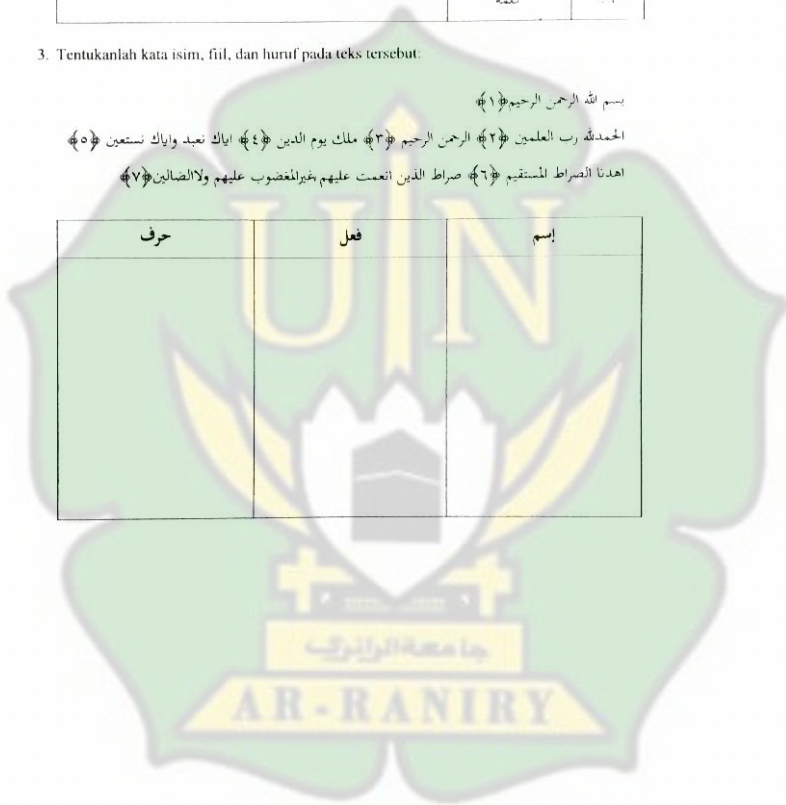 3. Tentukanlah kata isim, fiil, dan huruf pada teks tersebut:
بسم الله الرحمن الرحيم﴿١﴾
الحمدلله رب العلمين ﴿٢﴾ الرحمن الرحيم ﴿٣﴾ ملك يوم الدين ﴿٤﴾ اياك نعبد واياك نستعين ﴿٥﴾
اهدنا الصراط المستقيم ﴿٦﴾ صراط الذين انعمت عليهم غيرالمغضوب عليهم ولاالضالين﴿٧﴾
إسم فعل حرف
UIN
جامعة الرانري
AR-RANIRY